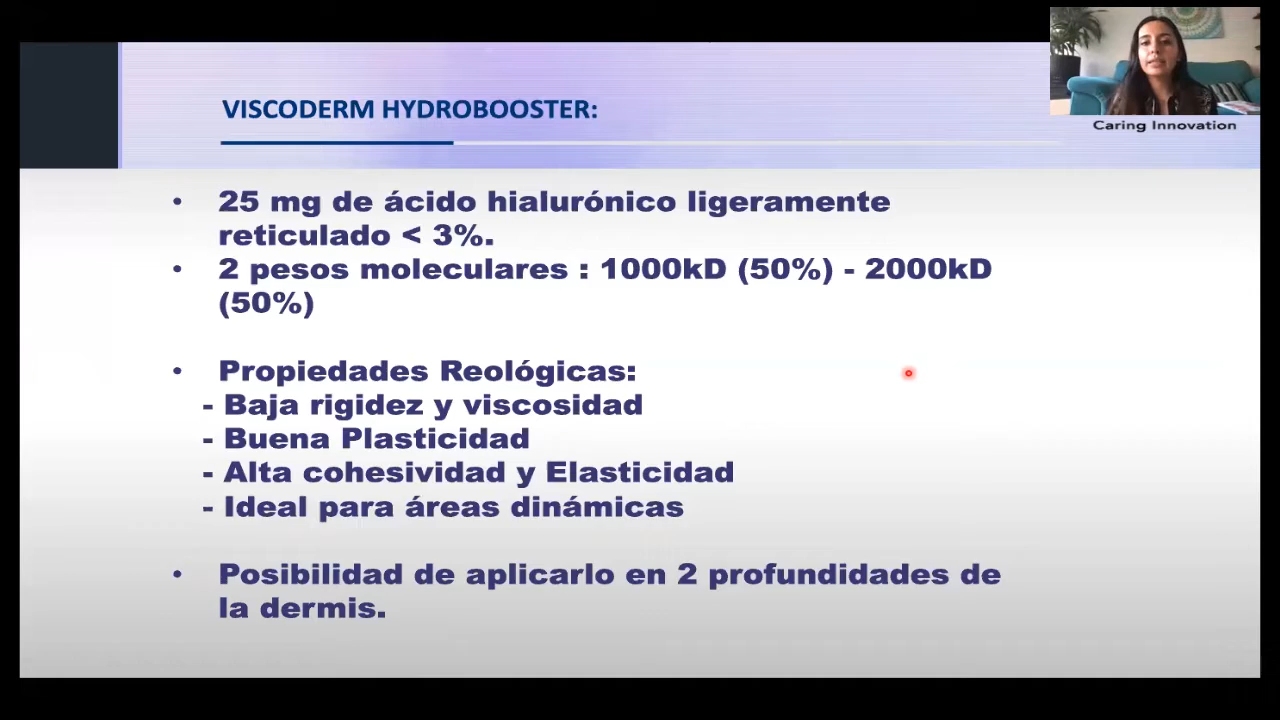 Caring Innovation
VISCODERM HYDROBOOSTER:
• 25 mg de ácido hialurónico ligeramente
reticulado < 3%.
• 2 pesos moleculares : 1000kD (50%) - 2000kD
(50%)
• Propiedades Reológicas:
- Baja rigidez y viscosidad
- Buena Plasticidad
- Alta cohesividad y Elasticidad
- Ideal para áreas dinámicas
• Posibilidad de aplicarlo en 2 profundidades de
la dermis.